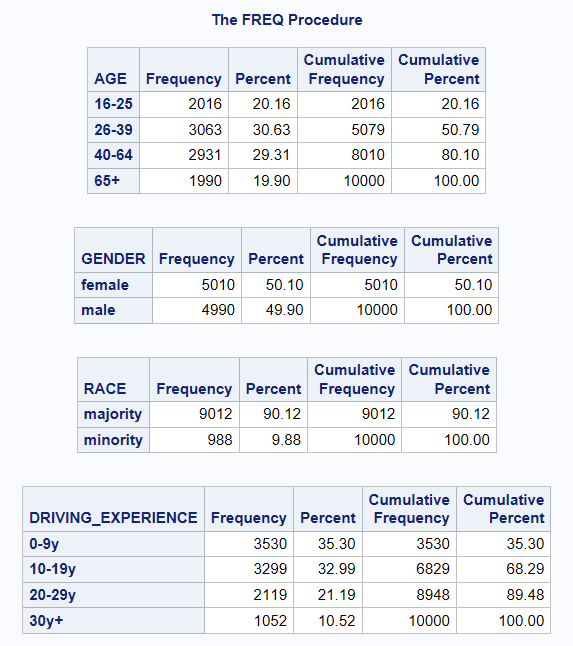 The FREQ Procedure
AGE Frequency Percent Cumulative Frequency Cumulative Percent
16-25 2016 20.16 2016 20.16
26-39 3063 30.63 5079 50.79
40-64 2931 29.31 8010 80.10
65+ 1990 19.90 10000 100.00
GENDER Frequency Percent Cumulative Frequency Cumulative Percent
female 5010 50.10 5010 50.10
male 4990 49.90 10000 100.00
RACE Frequency Percent Cumulative Frequency Cumulative Percent
majority 9012 90.12 9012 90.12
minority 988 9.88 10000 100.00
DRIVING_EXPERIENCE Frequency Percent Cumulative Frequency Cumulative Percent
0-9y 3530 35.30 3530 35.30
10-19y 3299 32.99 6829 68.29
20-29y 2119 21.19 8948 89.48
30y+ 1052 10.52 10000 100.00